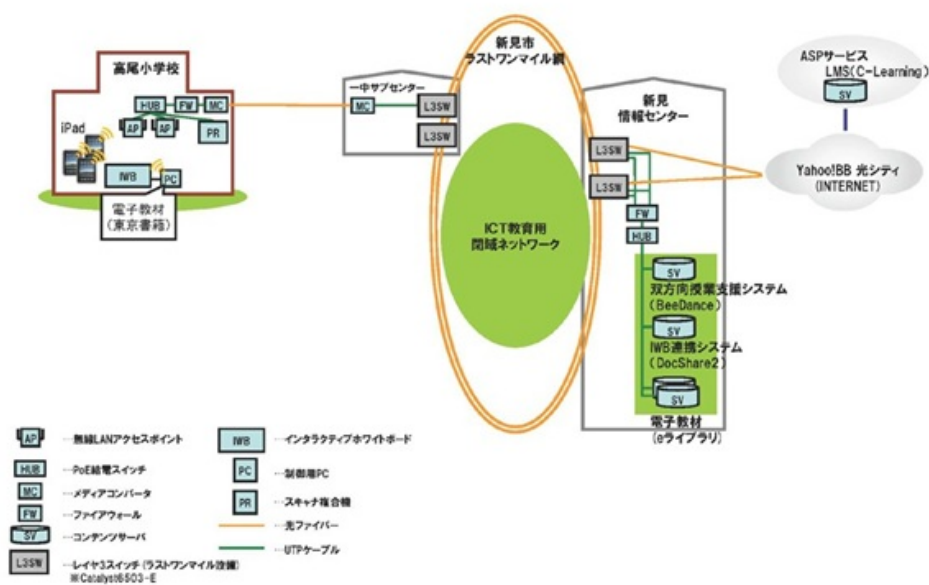 高尾小学校
HUB
FW
MC
AP
AP
PR
iPad
IWB
PC
電子教材
(東京書籍)
一中サブセンター
MC
L3SW
L3SW
新見市
ラストワンマイル網
ICT教育用
閉域ネットワーク
新見
情報センター
L3SW
L3SW
FW
HUB
SV
双方向授業支援システム
(BeeDance)
SV
IWB連携システム
(DocShare2)
SV
電子教材
(eライブラリ)
ASPサービス
LMS(C-Learning)
SV
Yahoo!BB 光シティ
(INTERNET)
AP …無線LANアクセスポイント
HUB …PoE給電スイッチ
MC …メディアコンバータ
FW …ファイアウォール
SV …コンテンツサーバ
L3SW …レイヤ3スイッチ(ラストワンマイル設備)
※Catalyst6503-E
IWB …インタラクティブホワイトボード
PC …制御用PC
PR …スキャナ複合機
…光ファイバー
…UTPケーブル